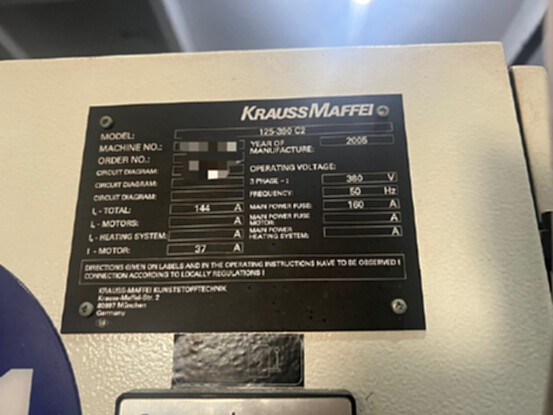 KRAUSS MAFFEI
MODEL: 125-390 C2
MACHINE NO.:
YEAR OF MANUFACTURE: 2005
ORDER NO.:
CIRCUIT DIAGRAM:
CIRCUIT DIAGRAM:
CIRCUIT DIAGRAM:
OPERATING VOLTAGE:
3 PHASE ~: 380 V
FREQUENCY: 50 Hz
I, - TOTAL: 144 A
MAIN POWER FUSE: 160 A
I, - MOTORS: A
MAIN POWER FUSE MOTOR: A
I, - HEATING SYSTEM: A
MAIN POWER HEATING SYSTEM: A
I - MOTOR: 37 A
DIRECTIONS GIVEN ON LABELS AND IN THE OPERATING INSTRUCTIONS HAVE TO BE OBSERVED !
CONNECTION ACCORDING TO LOCALLY REGULATIONS !
KRAUSS-MAFFEI KUNSTSTOFFTECHNIK
Krauss-Maffei-Str. 2
80997 München
Germany